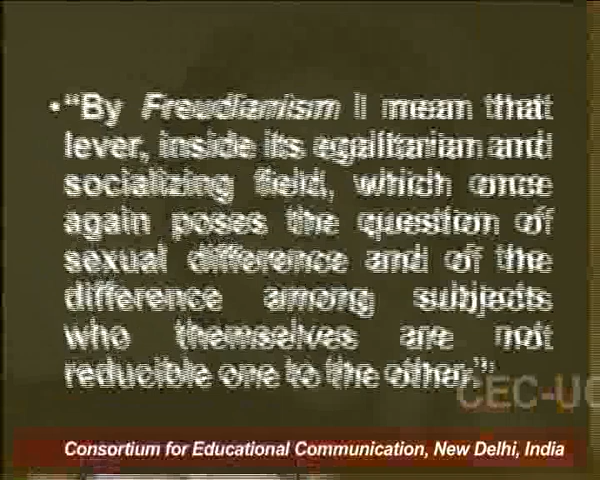 •“By Freudianism I mean that
lever, inside its egalitarian and
socializing field, which once
again poses the question of
sexual difference and of the
difference among subjects
who themselves are not
reducible one to the other.”
CEC-UG
Consortium for Educational Communication, New Delhi, India